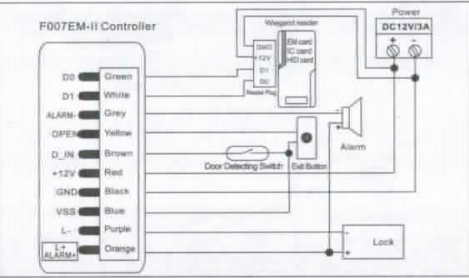 F007EM-II Controller
Wiegand reader
Power
DC12V/3A
+ -
GND
+12V
D1
D0
EM card
IC card
HID card
Reader Plug
D0 Green
D1 White
ALARM- Grey
OPEN Yellow
D_IN Brown
+12V Red
GND Black
VSS Blue
L- Purple
L+
ALARM+
Orange
-
+
Alarm
Door Detecting Switch
Exit Button
-
+
Lock